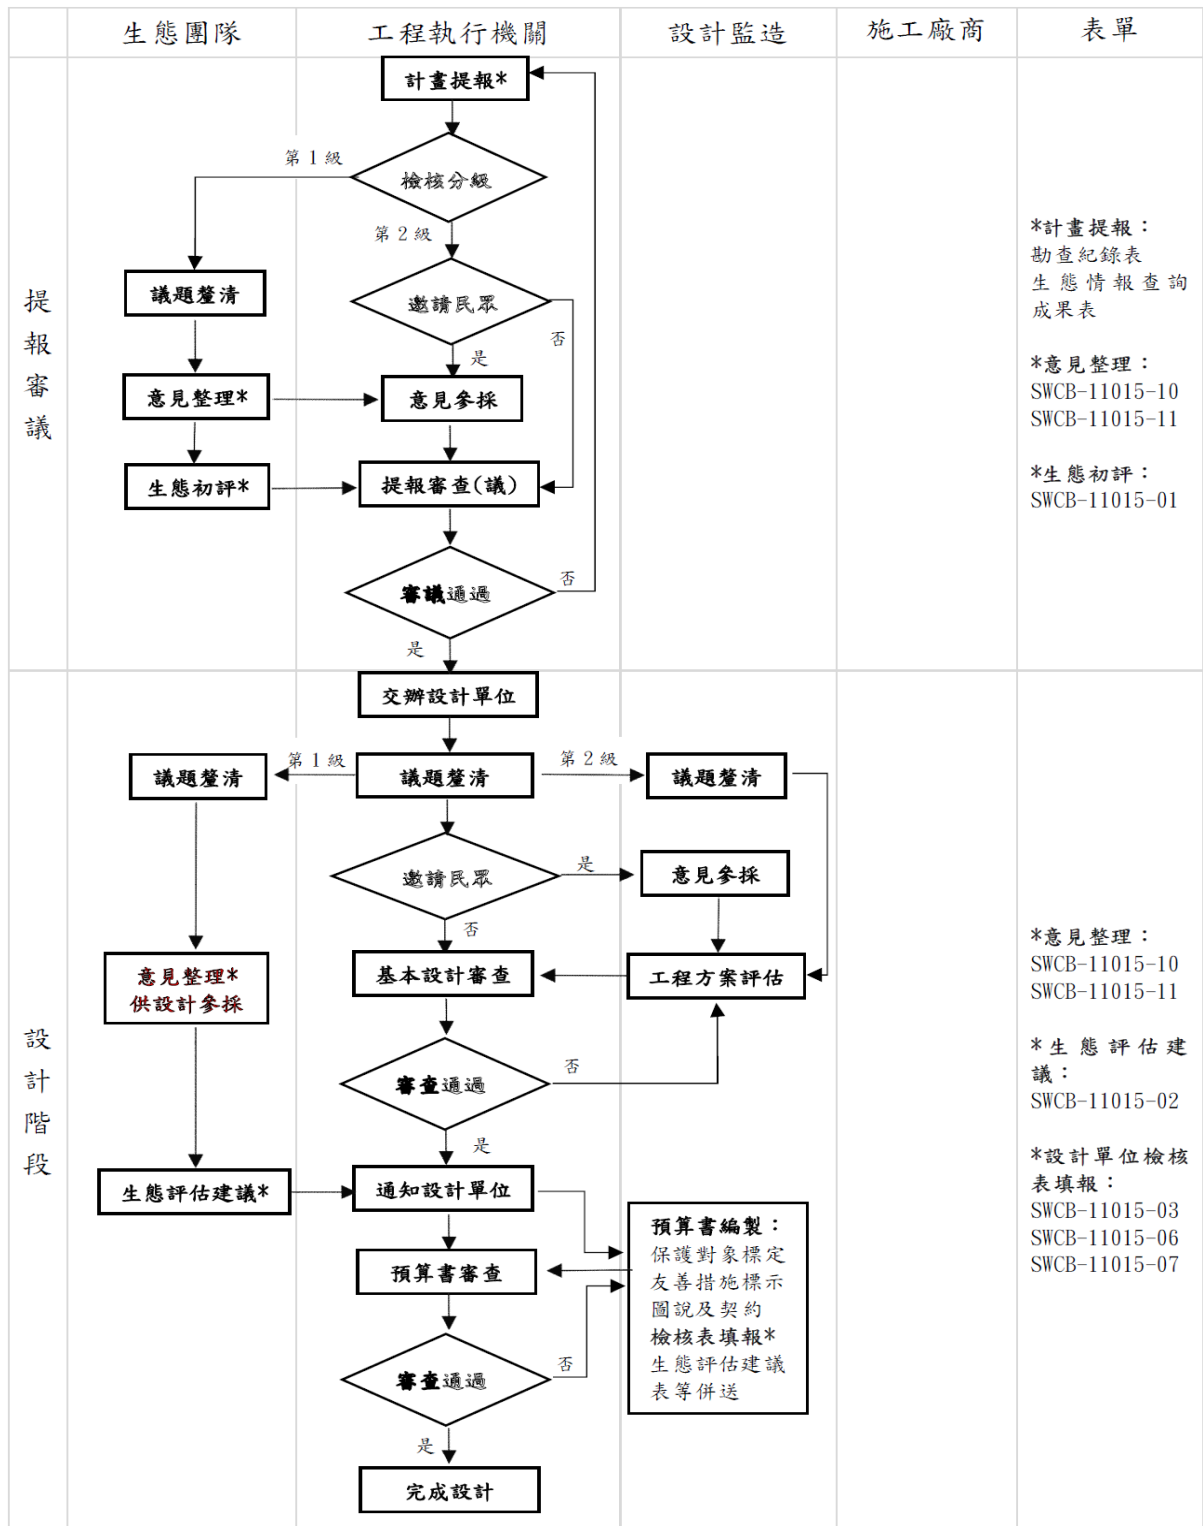 生態團隊
工程執行機關
設計監造
施工廠商
表單
提報審議
計畫提報*
檢核分級
第1級
第2級
議題釐清
邀請民眾
否
是
意見整理*
意見參採
生態初評*
提報審查(議)
審議通過
否
是
*計畫提報：
勘查紀錄表
生態情報查詢
成果表
*意見整理：
SWCB-11015-10
SWCB-11015-11
*生態初評：
SWCB-11015-01
設計階段
交辦設計單位
議題釐清
第1級
議題釐清
第2級
議題釐清
邀請民眾
是
意見參採
否
意見整理*
供設計參採
基本設計審查
工程方案評估
審查通過
否
是
生態評估建議*
通知設計單位
預算書審查
預算書編製：
保護對象標定
友善措施標示
圖說及契約
檢核表填報*
生態評估建議
表等併送
審查通過
否
是
完成設計
*意見整理：
SWCB-11015-10
SWCB-11015-11
*生態評估建
議：
SWCB-11015-02
*設計單位檢核
表填報：
SWCB-11015-03
SWCB-11015-06
SWCB-11015-07